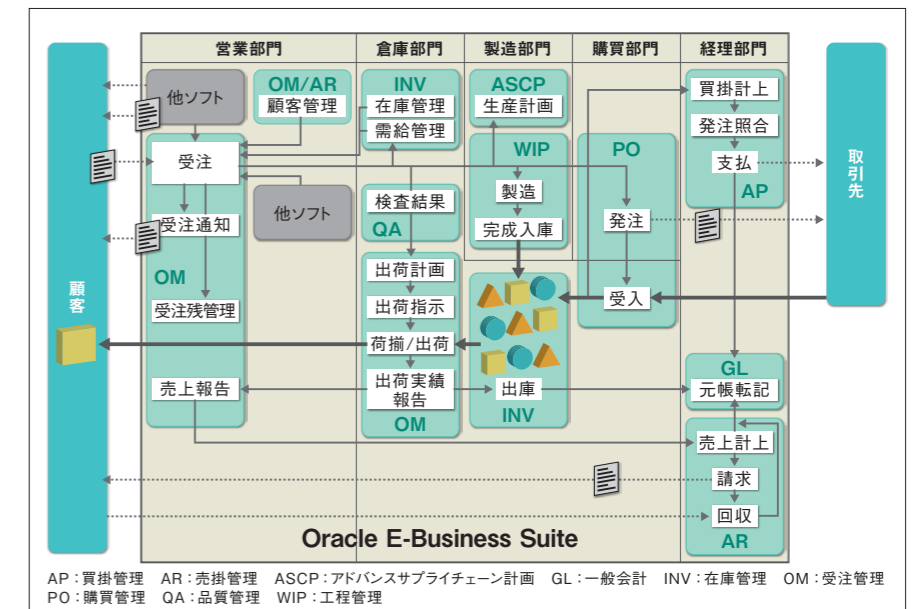 営業部門
倉庫部門
製造部門
購買部門
経理部門
顧客
取引先
他ソフト
OM/AR
顧客管理
受注
他ソフト
受注通知
OM
受注残管理
売上報告
INV
在庫管理
需給管理
検査結果
QA
出荷計画
出荷指示
荷揃/出荷
出荷実績
報告
OM
ASCP
生産計画
WIP
製造
完成入庫
出庫
INV
PO
発注
受入
買掛計上
発注照合
支払
AP
GL
元帳転記
売上計上
請求
回収
AR
Oracle E-Business Suite
AP：買掛管理　AR：売掛管理　ASCP：アドバンスサプライチェーン計画　GL：一般会計　INV：在庫管理　OM：受注管理
PO：購買管理　QA：品質管理　WIP：工程管理